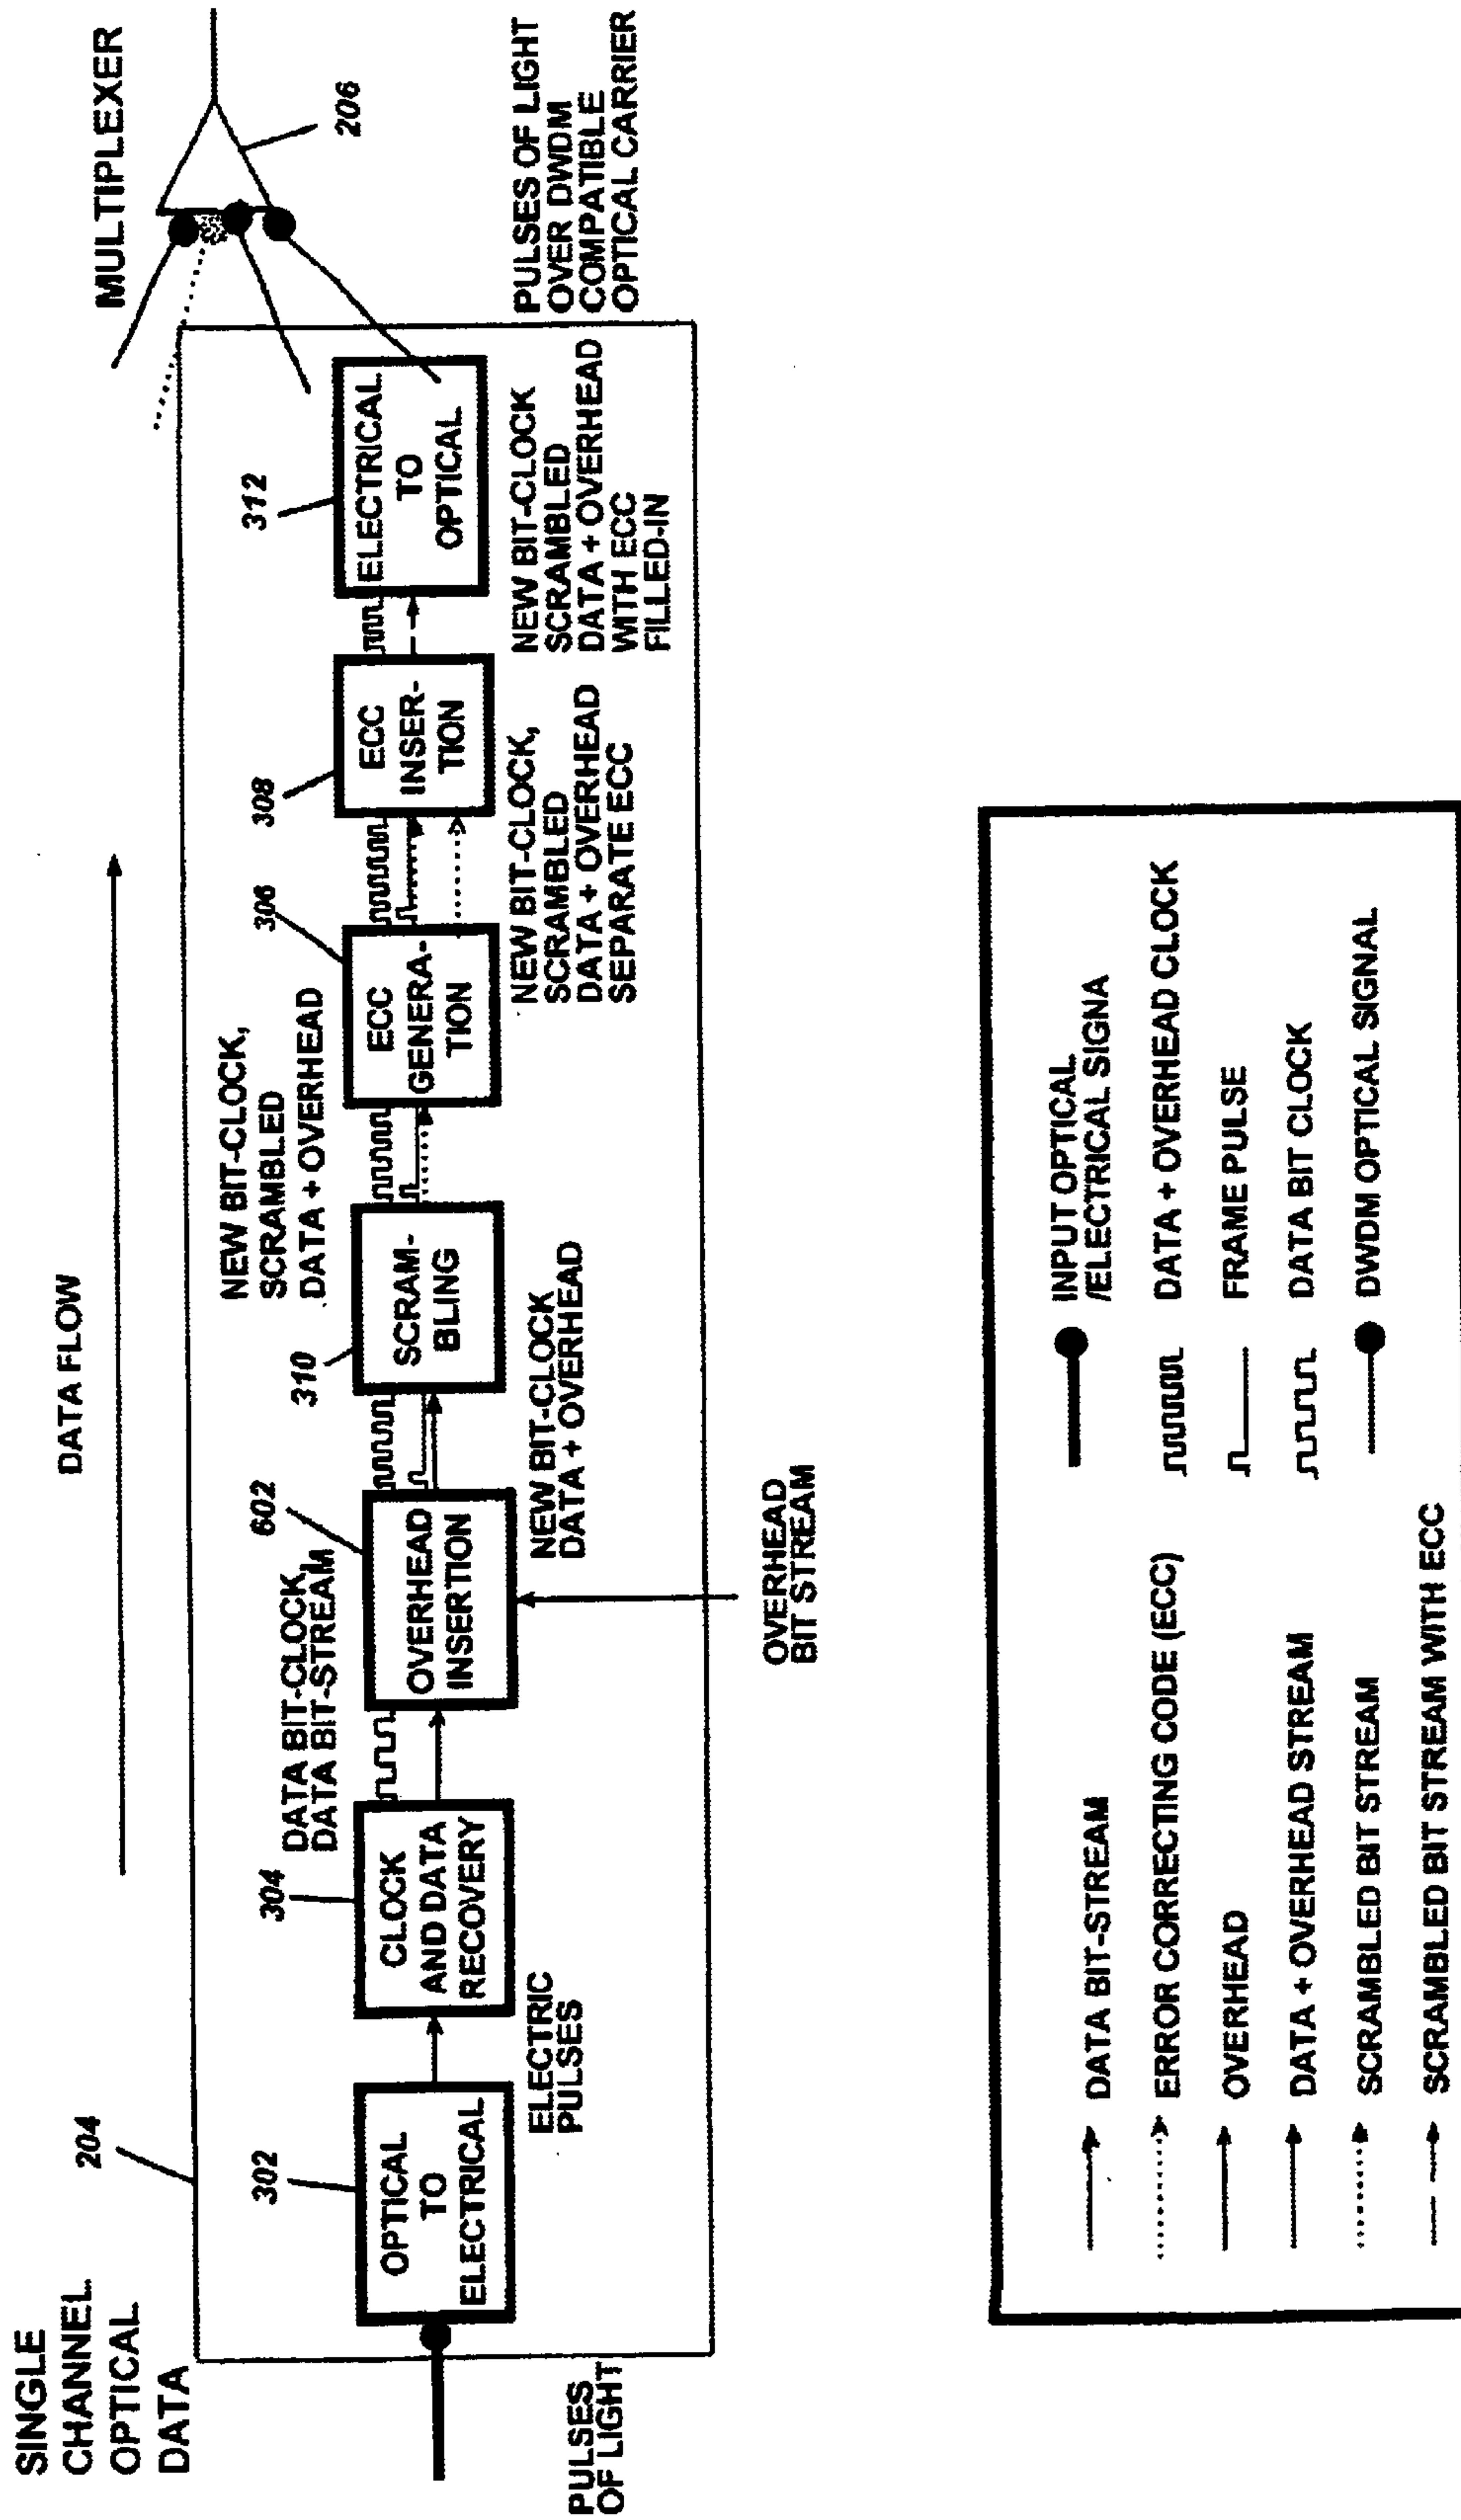 SINGLE
CHANNEL
OPTICAL
DATA
DATA FLOW
MULTIPLEXER
206
204
PULSES
OF LIGHT
302
OPTICAL
TO
ELECTRICAL
ELECTRIC
PULSES
304
CLOCK
AND DATA
RECOVERY
DATA BIT-CLOCK
DATA BIT-STREAM
602
OVERHEAD
INSERTION
OVERHEAD
BIT STREAM
NEW BIT-CLOCK
DATA + OVERHEAD
310
SCRAM-
BLING
NEW BIT-CLOCK,
SCRAMBLED
DATA + OVERHEAD
306
ECC
GENERA-
TION
NEW BIT-CLOCK,
SCRAMBLED
DATA + OVERHEAD
SEPARATE ECC
308
ECC
INSER-
TION
NEW BIT-CLOCK
SCRAMBLED
DATA + OVERHEAD
WITH ECC
FILLED-IN
312
ELECTRICAL
TO
OPTICAL
PULSES OF LIGHT
OVER DWDM
COMPATIBLE
OPTICAL CARRIER
DATA BIT-STREAM
ERROR CORRECTING CODE (ECC)
OVERHEAD
DATA + OVERHEAD STREAM
SCRAMBLED BIT STREAM
SCRAMBLED BIT STREAM WITH ECC
INPUT OPTICAL
/ELECTRICAL SIGNA
DATA + OVERHEAD CLOCK
FRAME PULSE
DATA BIT CLOCK
DWDM OPTICAL SIGNAL